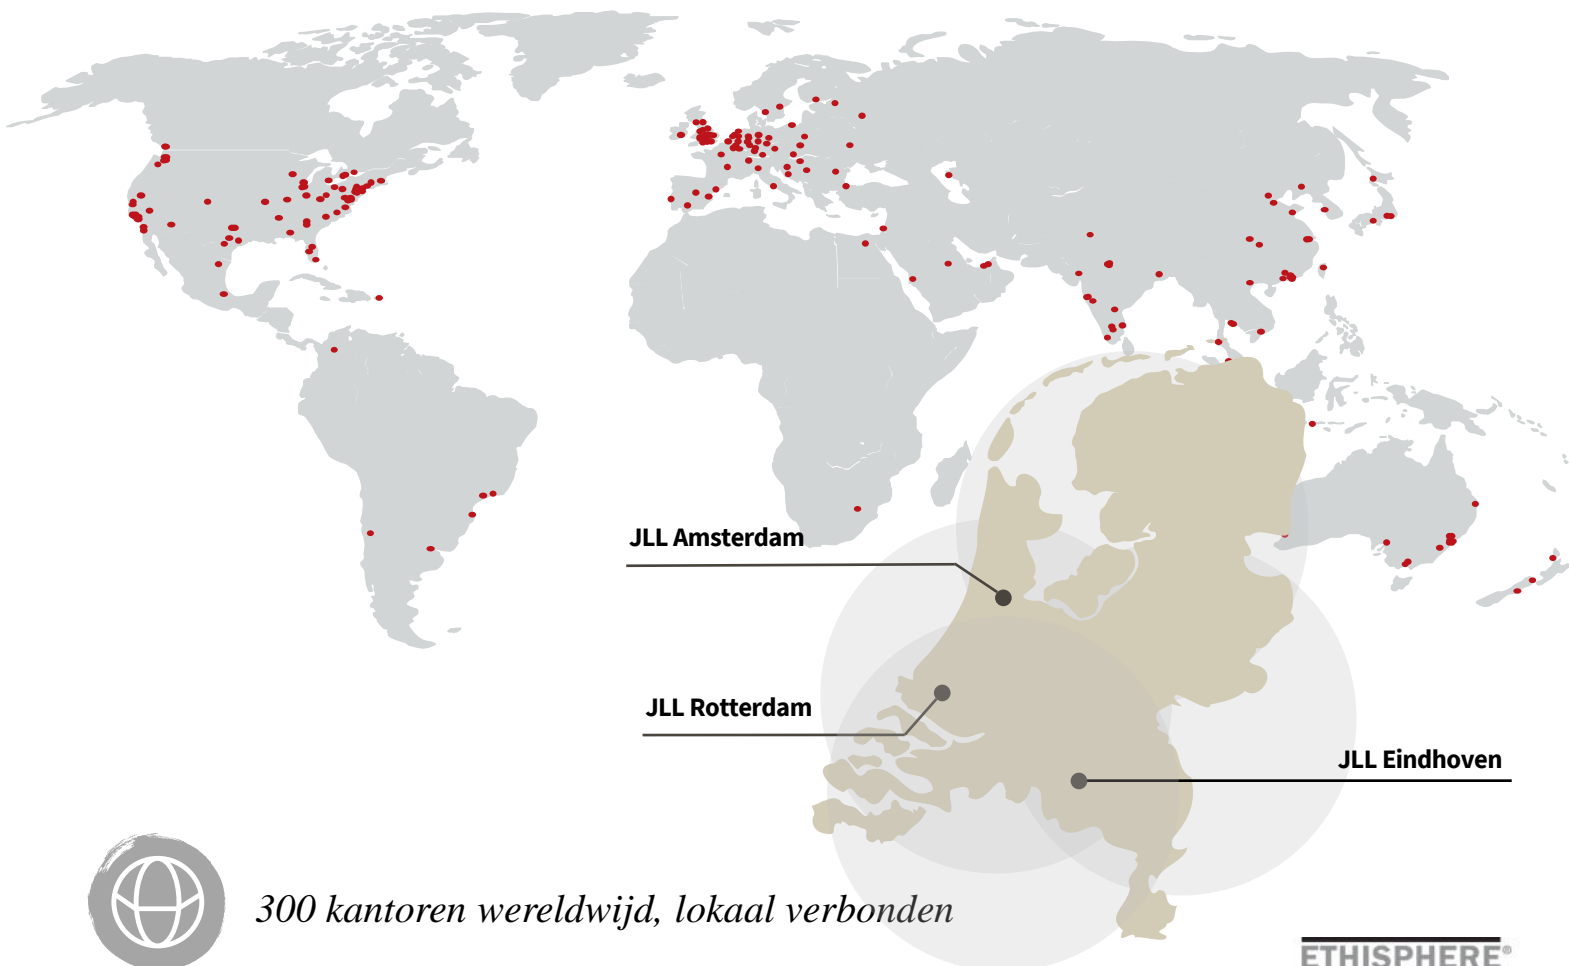 JLL Amsterdam
JLL Rotterdam
JLL Eindhoven
300 kantoren wereldwijd, lokaal verbonden
ETHISPHERE®